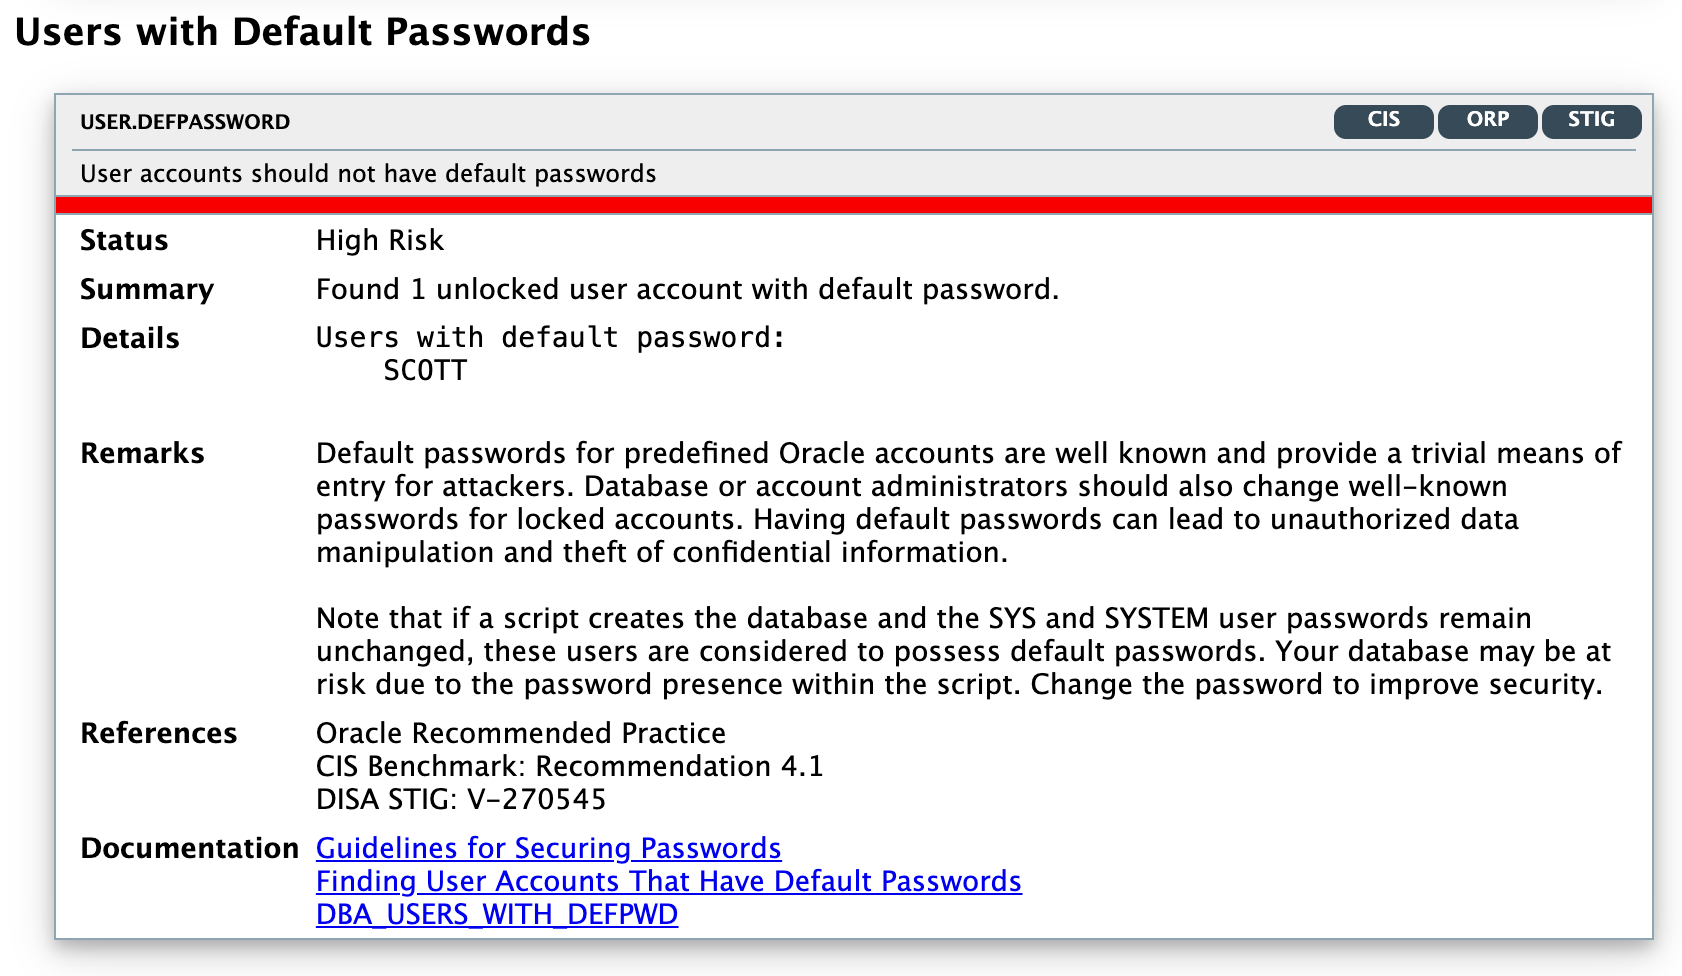 Users with Default Passwords
USER.DEFPASSWORD
CIS ORP STIG
User accounts should not have default passwords
Status High Risk
Summary Found 1 unlocked user account with default password.
Details Users with default password:
SCOTT
Remarks Default passwords for predefined Oracle accounts are well known and provide a trivial means of
entry for attackers. Database or account administrators should also change well-known
passwords for locked accounts. Having default passwords can lead to unauthorized data
manipulation and theft of confidential information.
Note that if a script creates the database and the SYS and SYSTEM user passwords remain
unchanged, these users are considered to possess default passwords. Your database may be at
risk due to the password presence within the script. Change the password to improve security.
References Oracle Recommended Practice
CIS Benchmark: Recommendation 4.1
DISA STIG: V-270545
Documentation Guidelines for Securing Passwords
Finding User Accounts That Have Default Passwords
DBA_USERS_WITH_DEFPWD